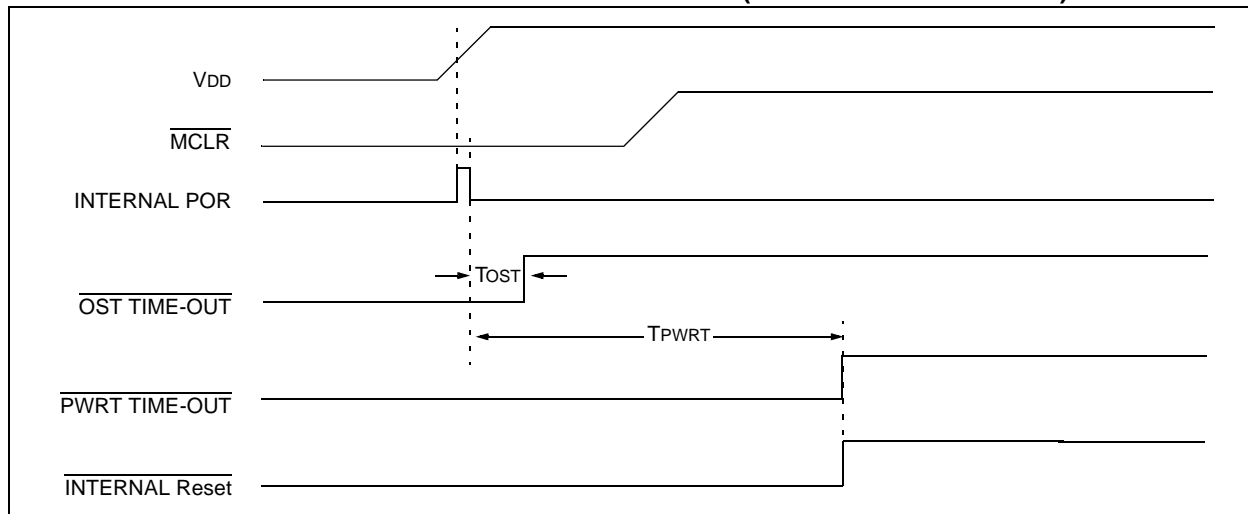 VDD
MCLR
INTERNAL POR
TOST
OST TIME-OUT
TPWRT
PWRT TIME-OUT
INTERNAL Reset